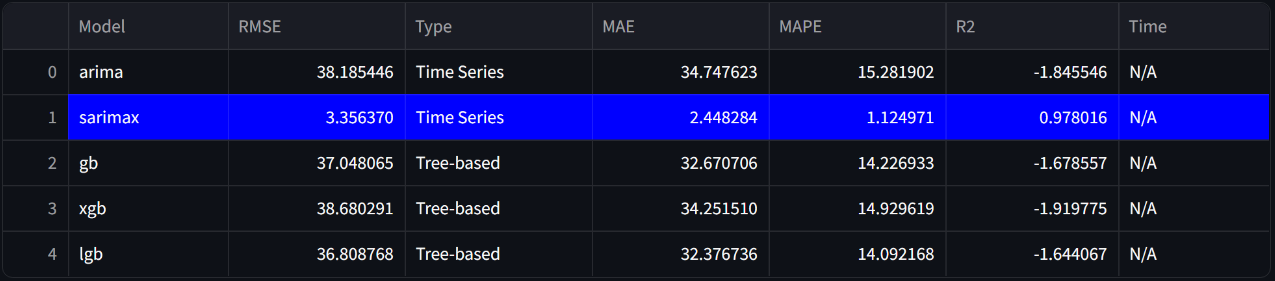 Model RMSE Type MAE MAPE R2 Time
0 arima 38.185446 Time Series 34.747623 15.281902 -1.845546 N/A
1 sarimax 3.356370 Time Series 2.448284 1.124971 0.978016 N/A
2 gb 37.048065 Tree-based 32.670706 14.226933 -1.678557 N/A
3 xgb 38.680291 Tree-based 34.251510 14.929619 -1.919775 N/A
4 lgb 36.808768 Tree-based 32.376736 14.092168 -1.644067 N/A